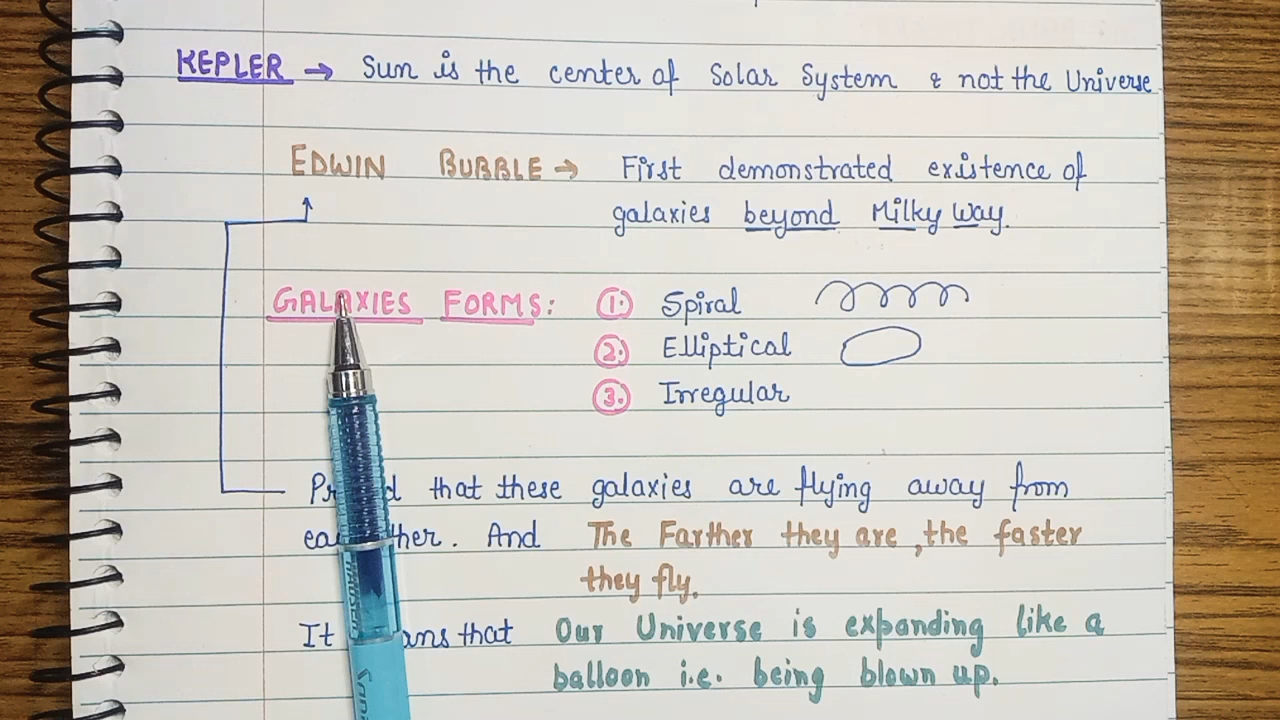 KEPLER → Sun is the center of Solar System & not the Universe
EDWIN BUBBLE → First demonstrated existence of
galaxies beyond Milky Way.
GALAXIES FORMS: 1. Spiral
2. Elliptical
3. Irregular
that these galaxies are flying away from
And The Farther they are, the faster
they fly.
It that Our Universe is expanding like a
balloon i.e. being blown up.